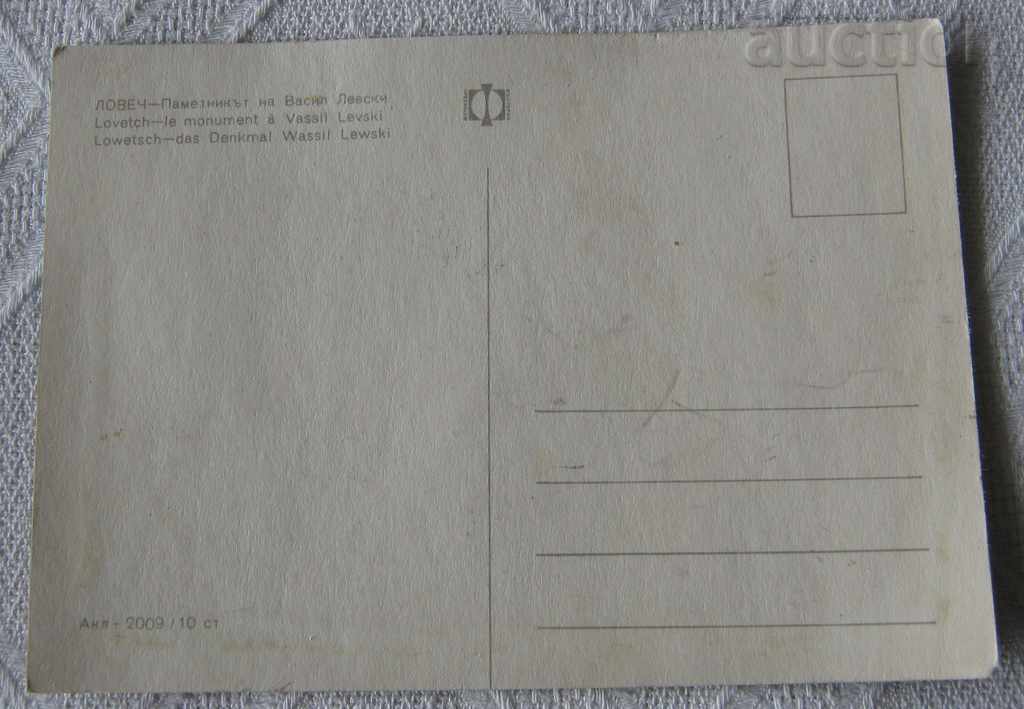 ЛОВЕЧ—Паметникът на Васил Левски
Lovetch—le monument à Vassil Levski
Lowetsch—das Denkmal Wassil Lewski
Акл - 2009 / 10 ст
auction